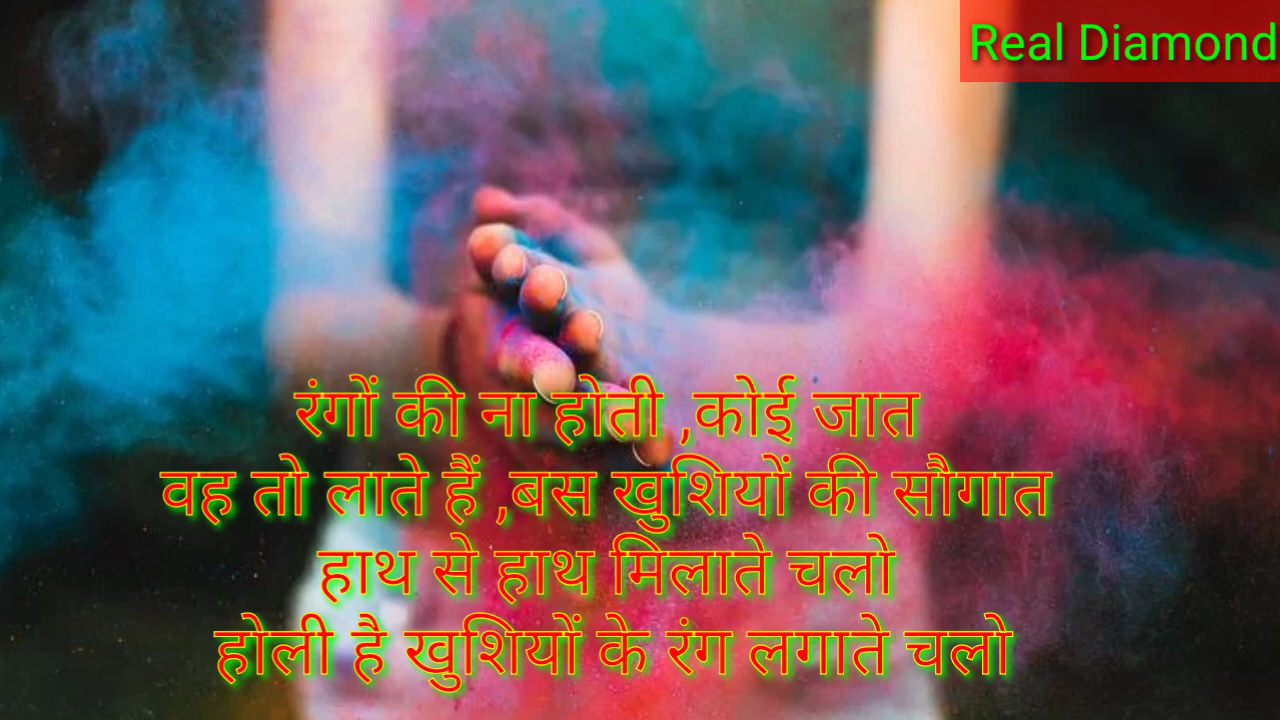 Real Diamond
रंगों की ना होती ,कोई जात
वह तो लाते हैं ,बस खुशियों की सौगात
हाथ से हाथ मिलाते चलो
होली है खुशियों के रंग लगाते चलो